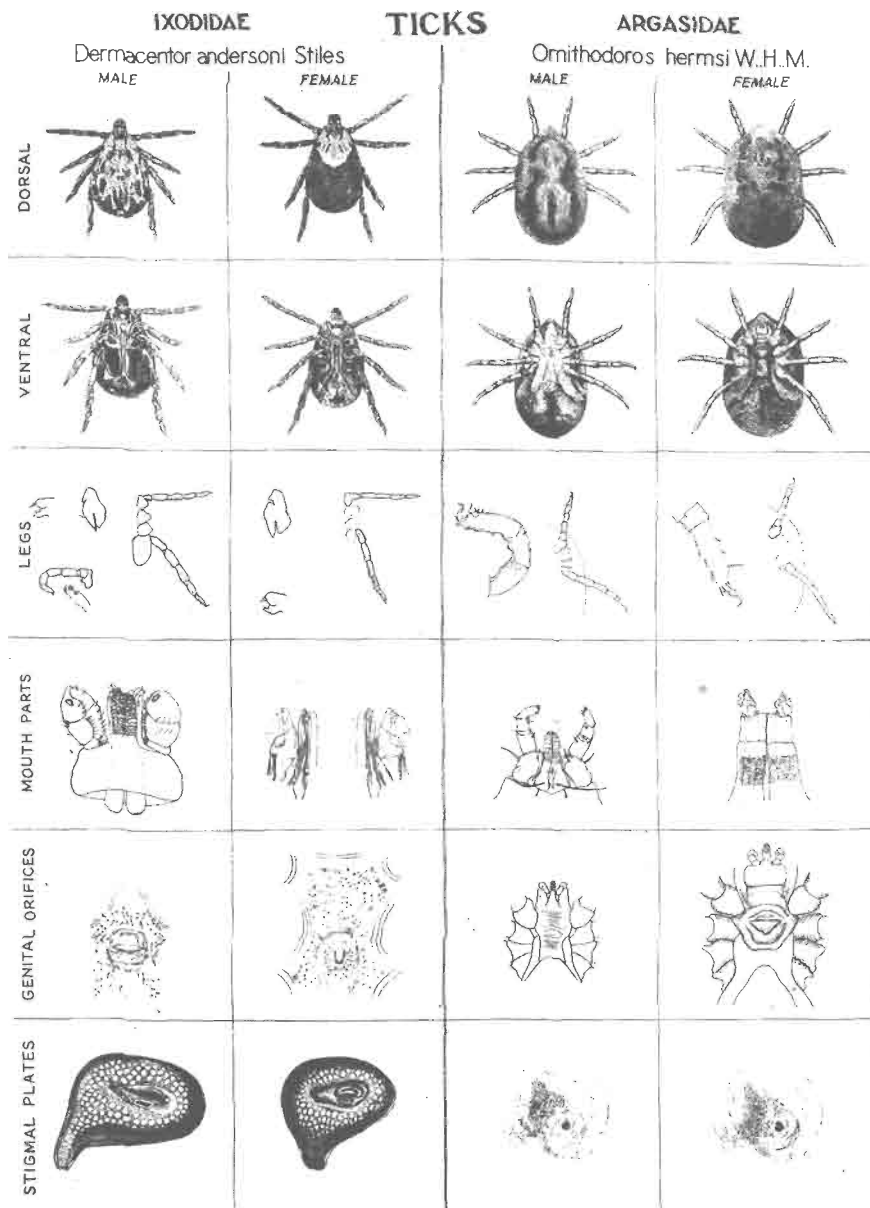 IXODIDAE TICKS ARGASIDAE
Dermacentor andersoni Stiles Ornithodoros hermsi W.H.M.
MALE FEMALE MALE FEMALE
DORSAL
VENTRAL
LEGS
MOUTH PARTS
GENITAL ORIFICES
STIGMAL PLATES